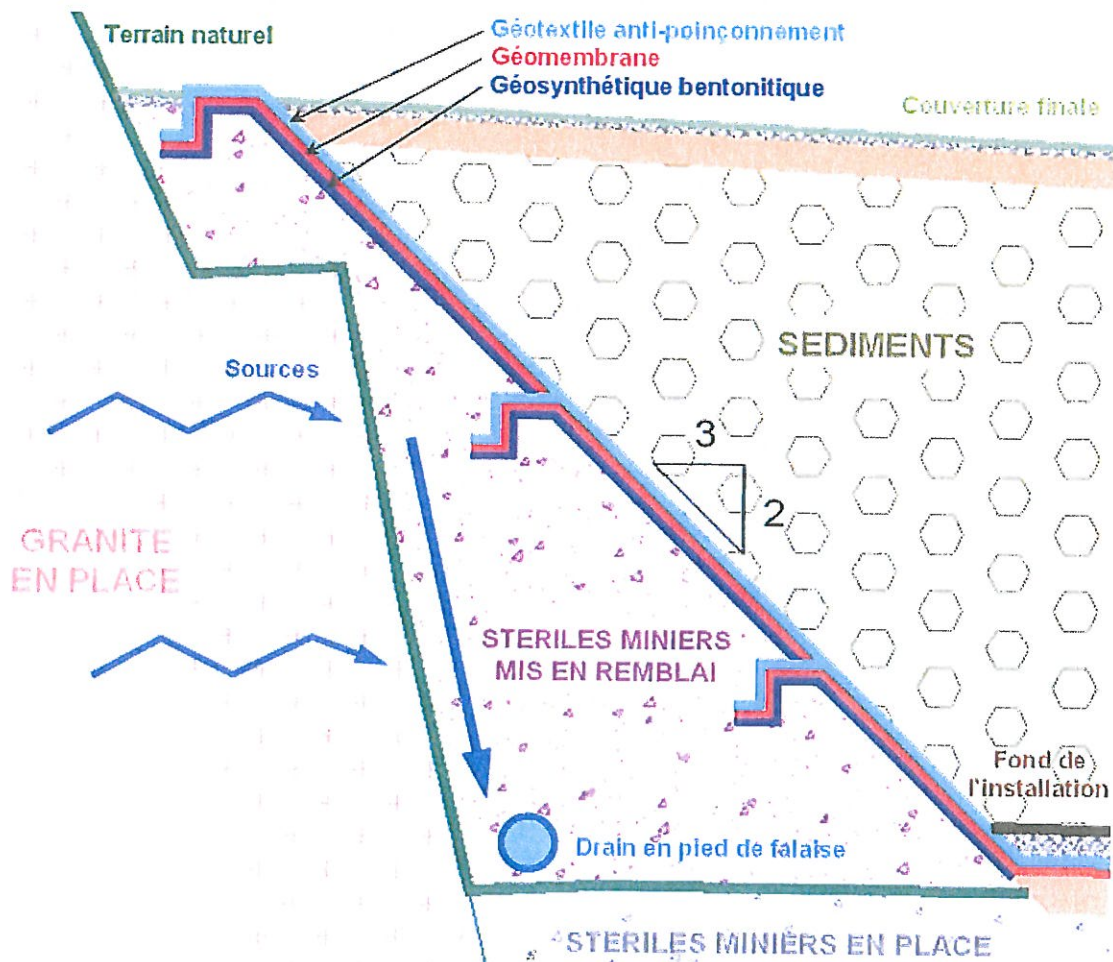 Terrain naturel
Géotextile anti-poinçonnement
Géomembrane
Géosynthétique bentonitique
Couverture finale
SEDIMENTS
Sources
3
2
GRANITE
EN PLACE
STERILES MINIERS
MIS EN REMBLAI
Fond de
l'installation
Drain en pied de falaise
STERILES MINIERS EN PLACE